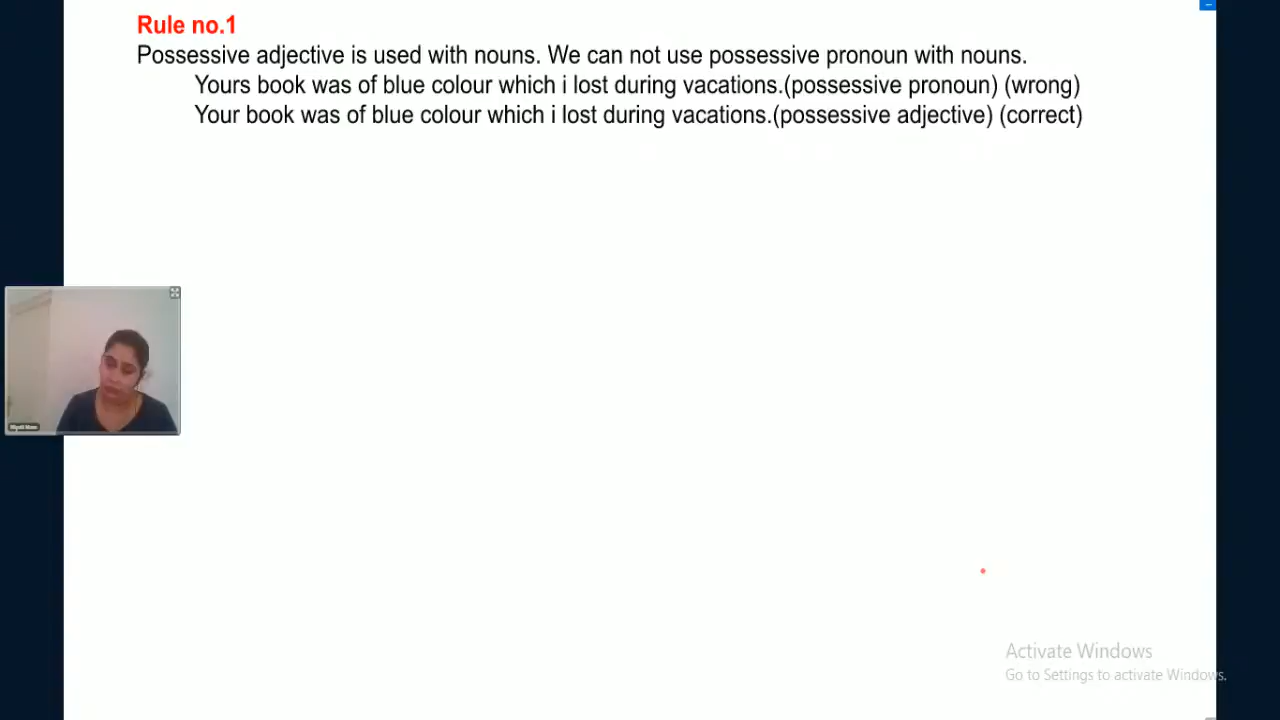 Rule no.1
Possessive adjective is used with nouns. We can not use possessive pronoun with nouns.
Yours book was of blue colour which i lost during vacations.(possessive pronoun) (wrong)
Your book was of blue colour which i lost during vacations.(possessive adjective) (correct)
Activate Windows
Go to Settings to activate Windows.